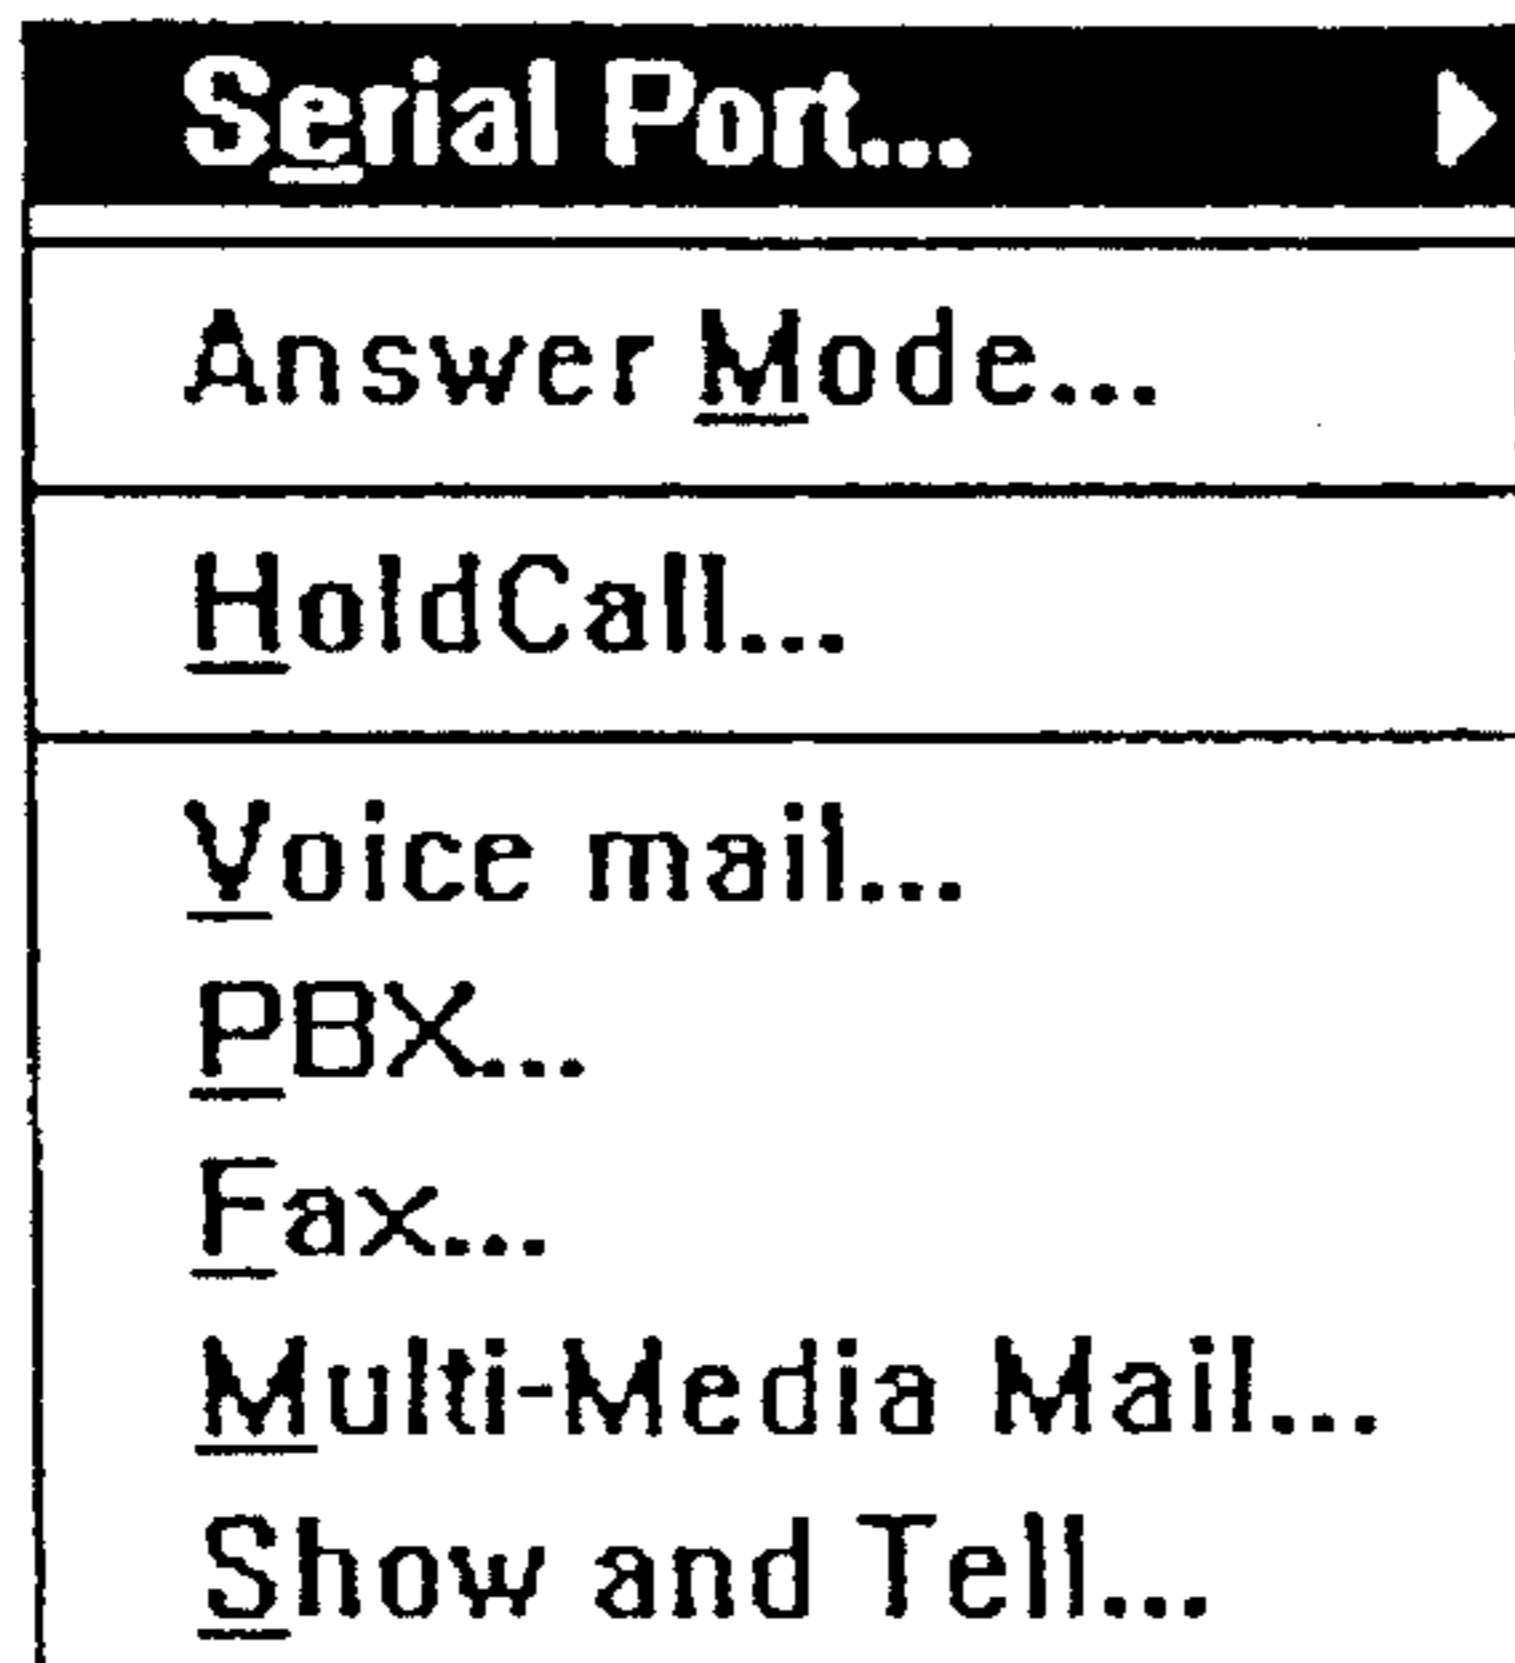 Serial Port...
Answer Mode...
HoldCall...
Voice mail...
PBX...
Fax...
Multi-Media Mail...
Show and Tell...